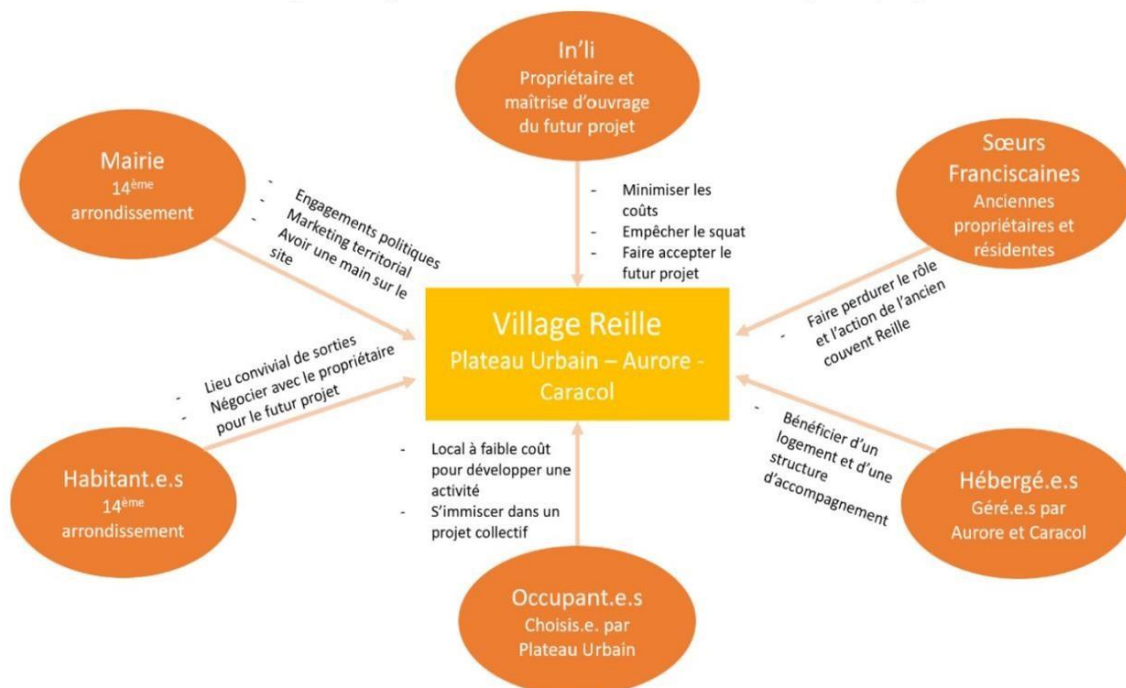 In'li
Propriétaire et
maîtrise d'ouvrage
du futur projet
Mairie
14ème
arrondissement
Sœurs
Franciscaines
Anciennes
propriétaires et
résidentes
- Engagements politiques
- Marketing territorial
- Avoir une main sur le
site
- Minimiser les
coûts
- Empêcher le squat
- Faire accepter le
futur projet
- Faire perdurer le rôle
et l'action de l'ancien
couvent Reille
Village Reille
Plateau Urbain – Aurore -
Caracol
- Lieu convivial de sorties
- Négocier avec le propriétaire
pour le futur projet
Habitant.e.s
14ème
arrondissement
- Local à faible coût
pour développer une
activité
- S'immiscer dans un
projet collectif
- Bénéficier d'un
logement et d'une
structure
d'accompagnement
Hébergé.e.s
Géré.e.s par
Aurore et Caracol
Occupant.e.s
Choisis.e. par
Plateau Urbain